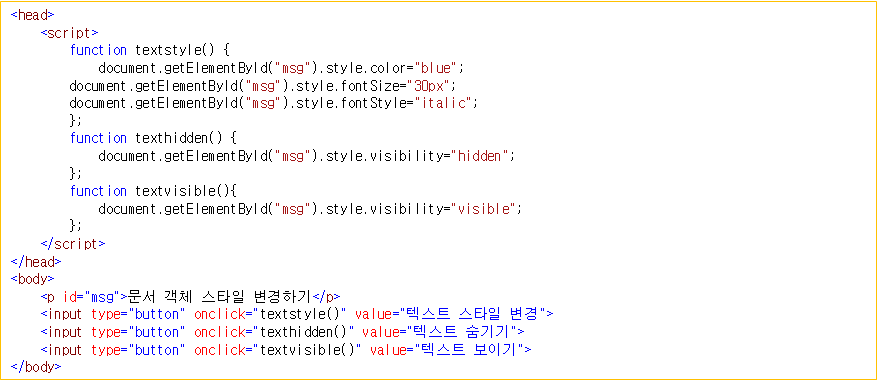 <head>
<script>
function textstyle() {
document.getElementById("msg").style.color="blue";
document.getElementById("msg").style.fontSize="30px";
document.getElementById("msg").style.fontStyle="italic";
};
function texthidden() {
document.getElementById("msg").style.visibility="hidden";
};
function textvisible(){
document.getElementById("msg").style.visibility="visible";
};
</script>
</head>
<body>
<p id="msg">문서 객체 스타일 변경하기</p>
<input type="button" onclick="textstyle()" value="텍스트 스타일 변경">
<input type="button" onclick="texthidden()" value="텍스트 숨기기">
<input type="button" onclick="textvisible()" value="텍스트 보이기">
</body>